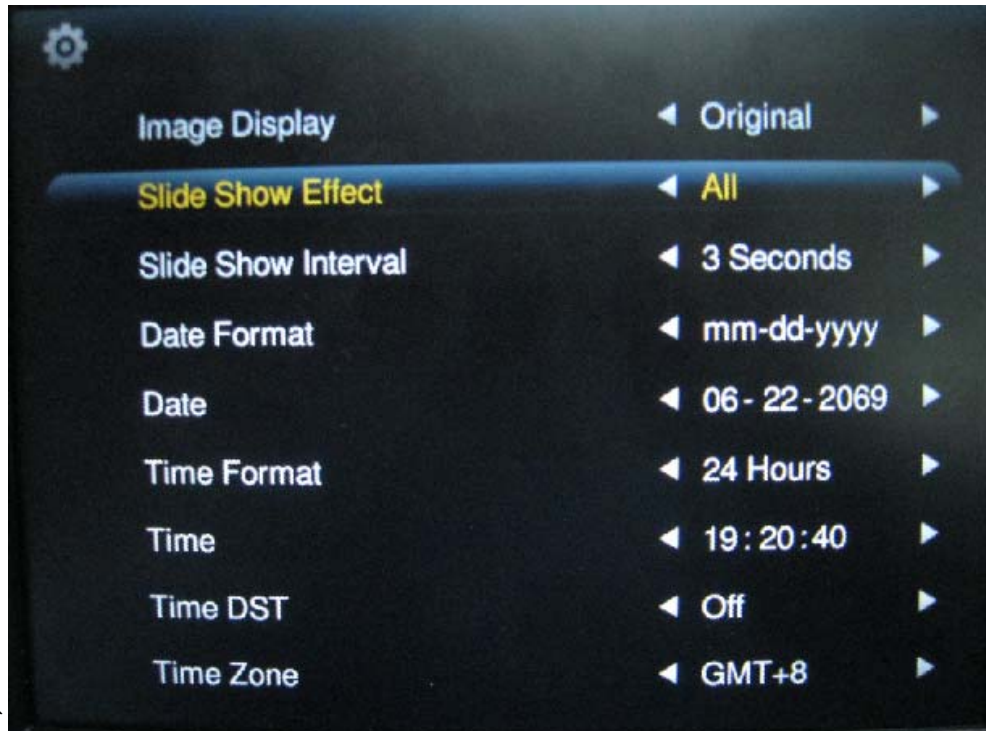 Image Display Original
Slide Show Effect All
Slide Show Interval 3 Seconds
Date Format mm-dd-yyyy
Date 06 - 22 - 2069
Time Format 24 Hours
Time 19 : 20 : 40
Time DST Off
Time Zone GMT+8